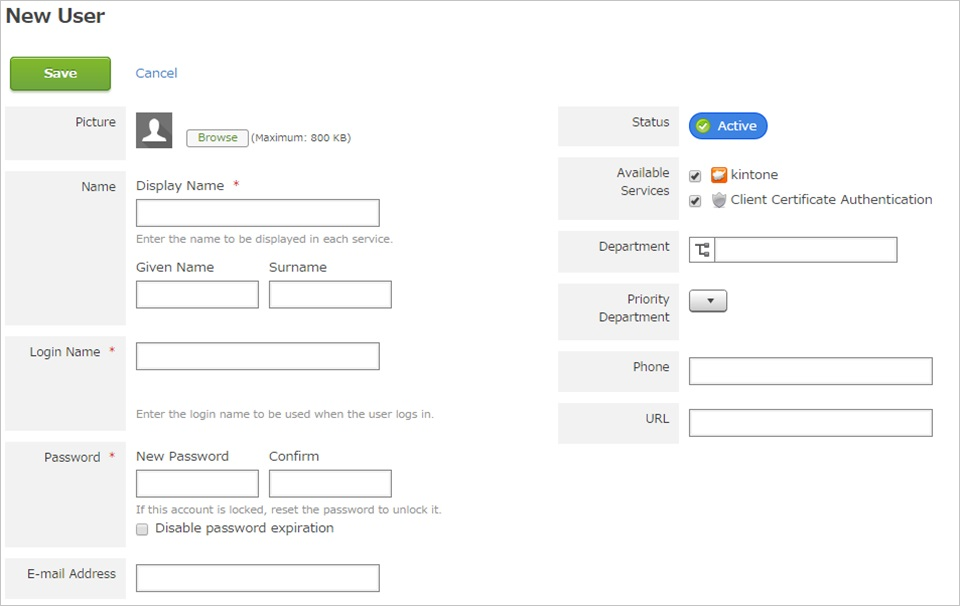 New User
Save Cancel
Picture
Browse (Maximum: 800 KB)
Name
Display Name *
Enter the name to be displayed in each service.
Given Name Surname
Login Name *
Enter the login name to be used when the user logs in.
Password *
New Password Confirm
If this account is locked, reset the password to unlock it.
Disable password expiration
E-mail Address
Status
Active
Available
Services
kintone
Client Certificate Authentication
Department
Priority
Department
Phone
URL